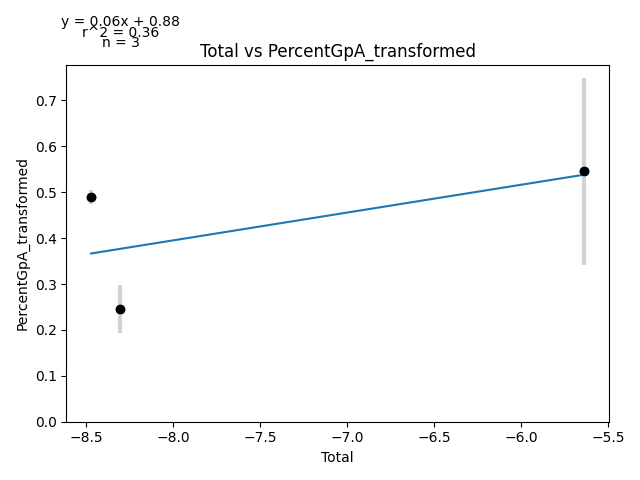 y = 0.06x + 0.88
r^2 = 0.36
n = 3
Total vs PercentGpA_transformed
PercentGpA_transformed
0.7
0.6
0.5
0.4
0.3
0.2
0.1
0.0
−8.5 −8.0 −7.5 −7.0 −6.5 −6.0 −5.5
Total